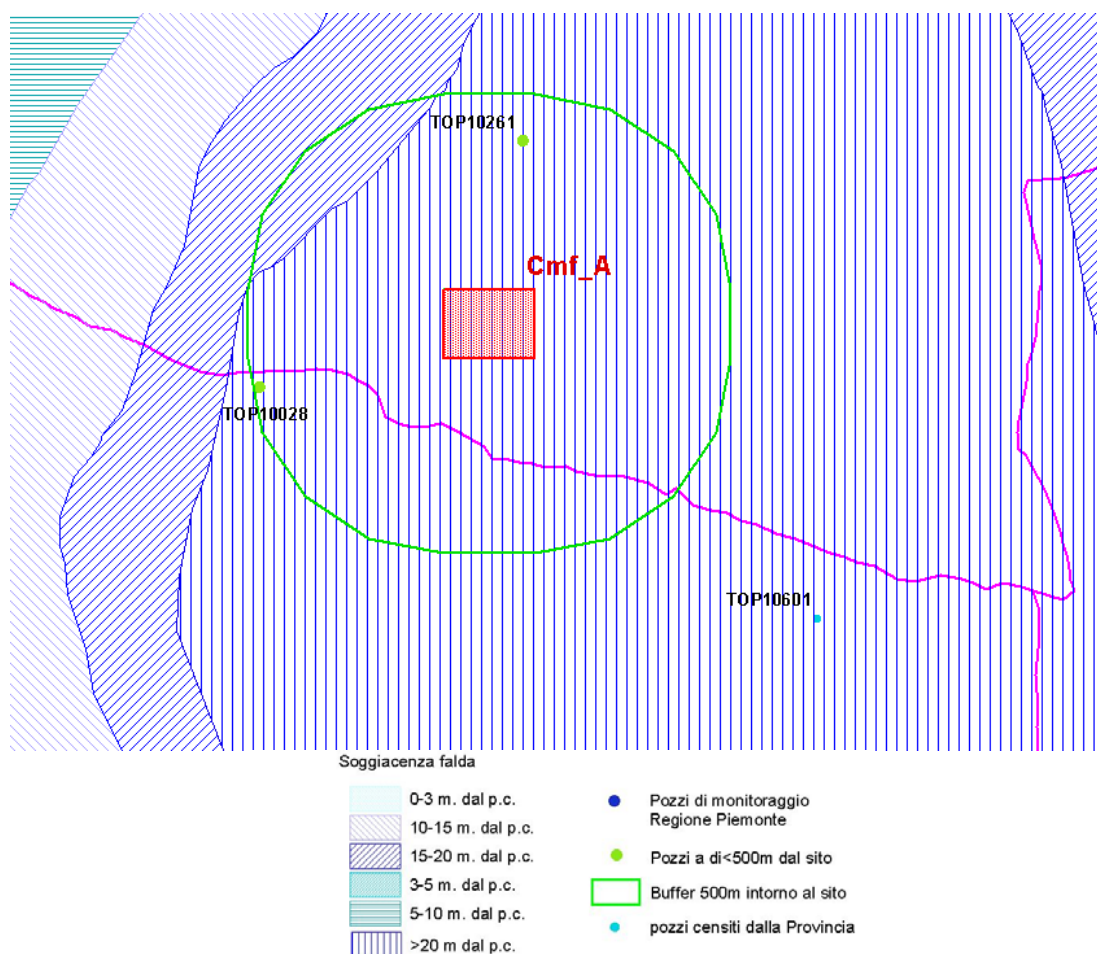 TOP10261
Cmf_A
TOP10028
TOP10601
Soggiacenza falda
0-3 m. dal p.c.
10-15 m. dal p.c.
15-20 m. dal p.c.
3-5 m. dal p.c.
5-10 m. dal p.c.
>20 m dal p.c.
Pozzi di monitoraggio
Regione Piemonte
Pozzi a di<500m dal sito
Buffer 500m intorno al sito
pozzi censiti dalla Provincia